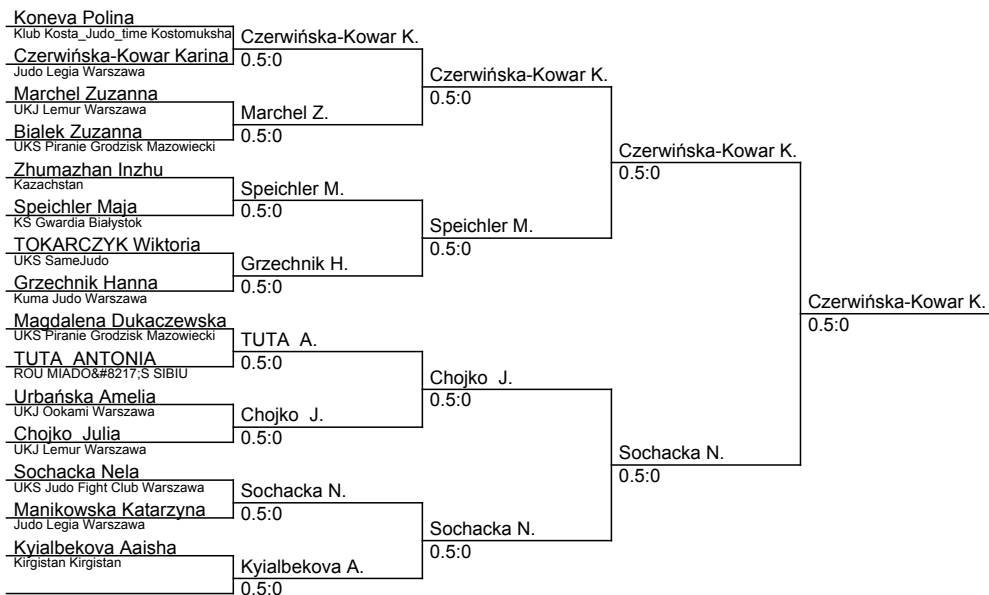 Koneva Polina
Klub Kosta_Judo_time Kostomuksha
Czerwińska-Kowar Karina
Judo Legia Warszawa
Marchel Zuzanna
UKJ Lemur Warszawa
Bialek Zuzanna
UKS Piranie Grodzisk Mazowiecki
Zhumazhan Inzhu
Kazachstan
Speichler Maja
KS Gwardia Białystok
TOKARCZYK Wiktoria
UKS SameJudo
Grzechnik Hanna
Kuma Judo Warszawa
Magdalena Dukaczewska
UKS Piranie Grodzisk Mazowiecki
TUTA  ANTONIA
ROU MIADO&#8217;S SIBIU
Urbańska Amelia
UKJ Ookami Warszawa
Chojko  Julia
UKJ Lemur Warszawa
Sochacka Nela
UKS Judo Fight Club Warszawa
Manikowska Katarzyna
Judo Legia Warszawa
Kyialbekova Aaisha
Kirgistan Kirgistan
Czerwińska-Kowar K.
0.5:0
Marchel Z.
0.5:0
Speichler M.
0.5:0
Grzechnik H.
0.5:0
TUTA  A.
0.5:0
Chojko  J.
0.5:0
Sochacka N.
0.5:0
Kyialbekova A.
0.5:0
Czerwińska-Kowar K.
0.5:0
Speichler M.
0.5:0
Chojko  J.
0.5:0
Sochacka N.
0.5:0
Czerwińska-Kowar K.
0.5:0
Sochacka N.
0.5:0
Czerwińska-Kowar K.
0.5:0